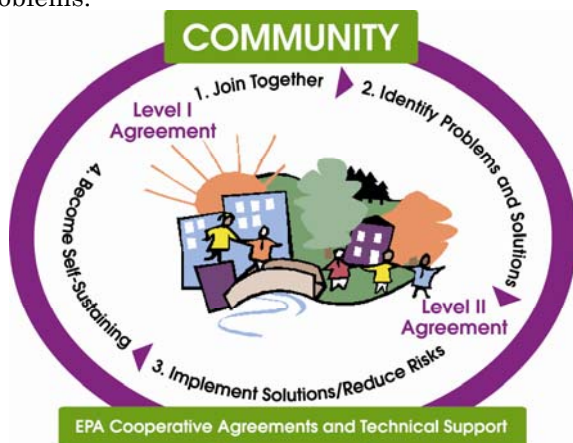 oblems.
COMMUNITY
1. Join Together
2. Identify Problems and Solutions
Level I
Agreement
Level II
Agreement
3. Implement Solutions/Reduce Risks
4. Become Self-Sustaining
EPA Cooperative Agreements and Technical Support